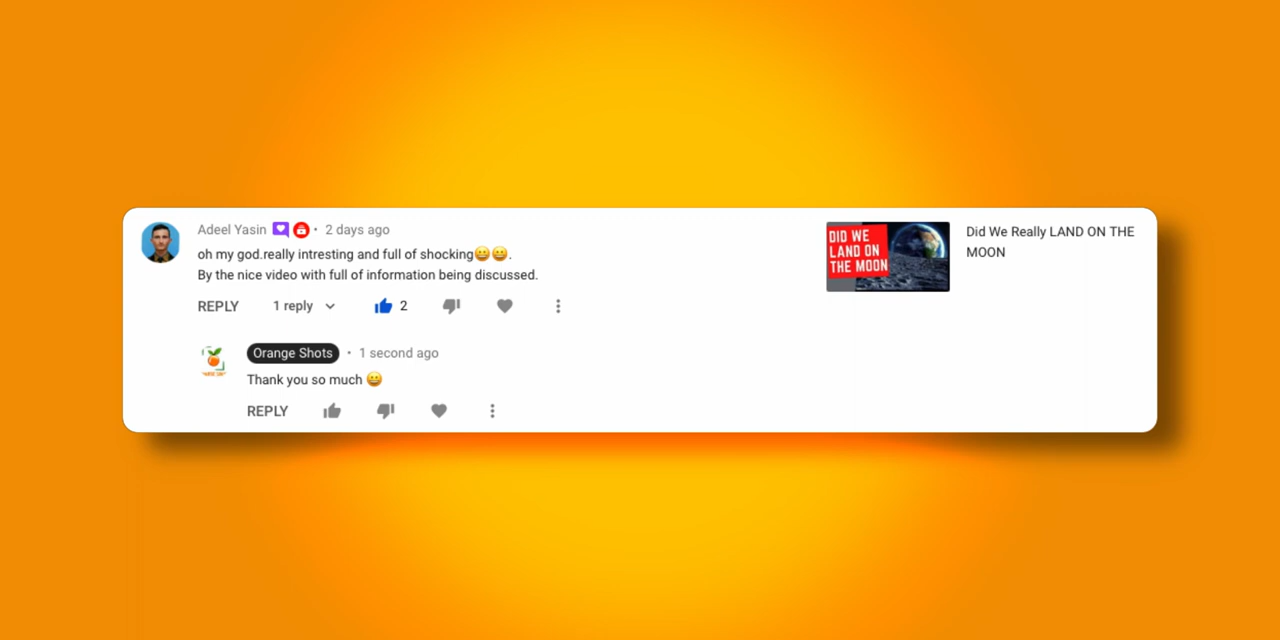 Adeel Yasin • 2 days ago
oh my god.really intresting and full of shocking😀😀.
By the nice video with full of information being discussed.
REPLY 1 reply 2
Orange Shots • 1 second ago
Thank you so much 😀
REPLY
DID WE
LAND ON
THE MOON
Did We Really LAND ON THE
MOON